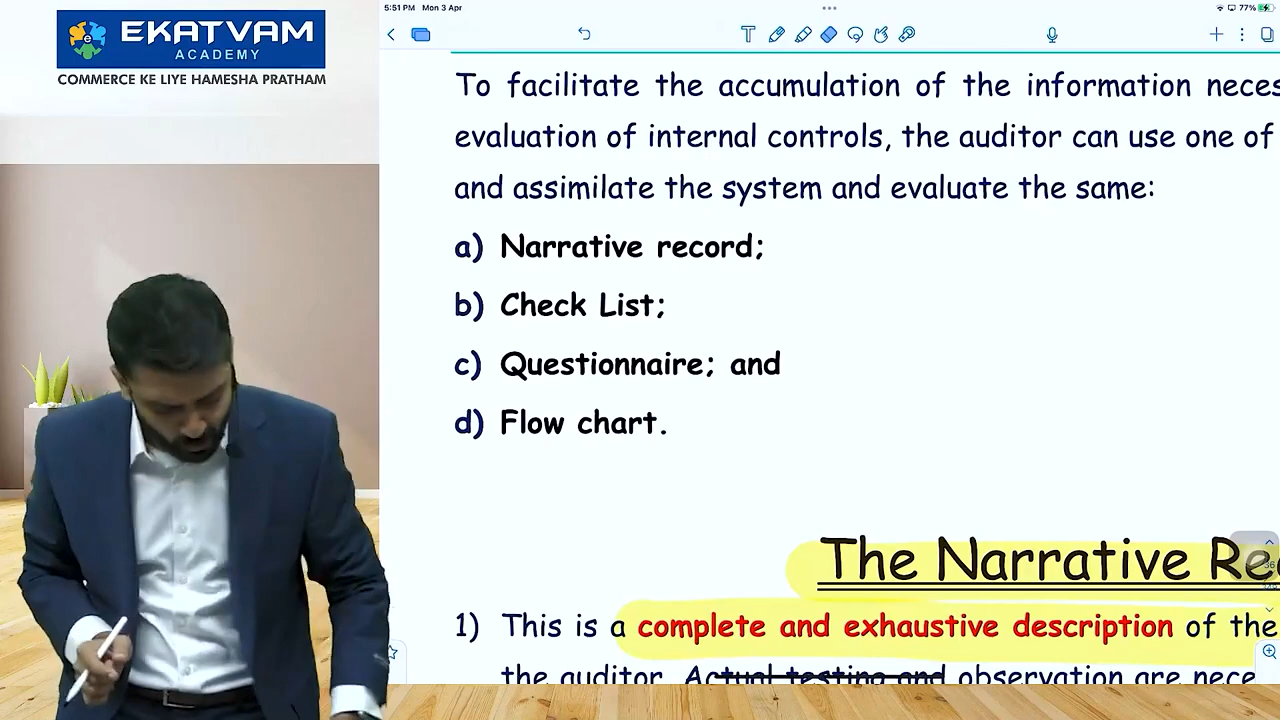 EKATVAM
ACADEMY
COMMERCE KE LIYE HAMESHA PRATHAM
5:51 PM Mon 3 Apr
77%
To facilitate the accumulation of the information neces
evaluation of internal controls, the auditor can use one of
and assimilate the system and evaluate the same:
a) Narrative record;
b) Check List;
c) Questionnaire; and
d) Flow chart.
The Narrative Re
1) This is a complete and exhaustive description of the
the auditor. Actual testing and observation are nece